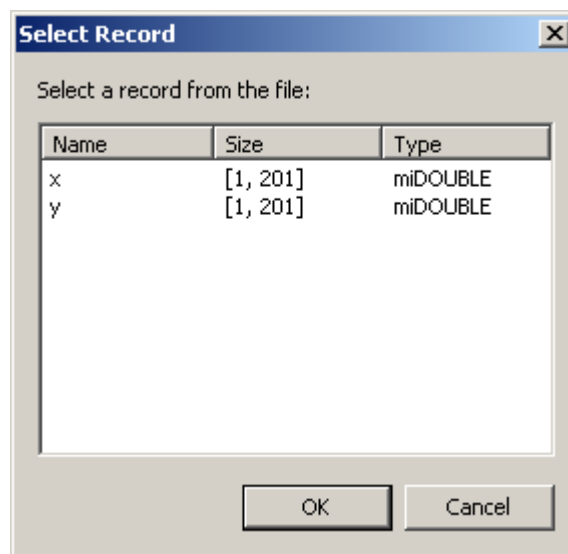 Select Record
Select a record from the file:
Name Size Type
x [1, 201] miDOUBLE
y [1, 201] miDOUBLE
OK Cancel